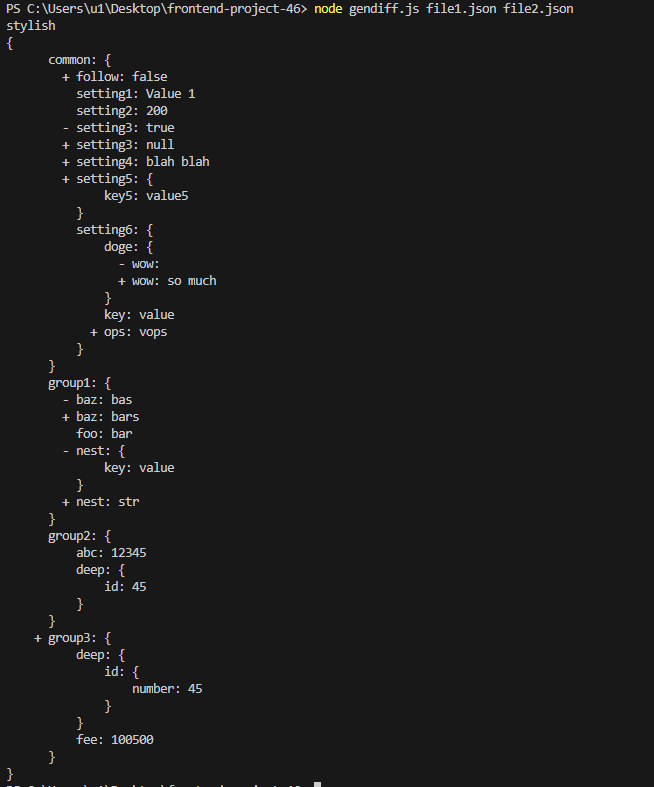 PS C:\Users\u1\Desktop\frontend-project-46> node gendiff.js file1.json file2.json
stylish
{
      common: {
        + follow: false
          setting1: Value 1
          setting2: 200
        - setting3: true
        + setting3: null
        + setting4: blah blah
        + setting5: {
              key5: value5
          }
          setting6: {
              doge: {
                - wow:
                + wow: so much
              }
              key: value
            + ops: vops
          }
      }
      group1: {
        - baz: bas
        + baz: bars
          foo: bar
        - nest: {
              key: value
          }
        + nest: str
      }
      group2: {
          abc: 12345
          deep: {
              id: 45
          }
      }
    + group3: {
          deep: {
              id: {
                  number: 45
              }
          }
          fee: 100500
      }
}